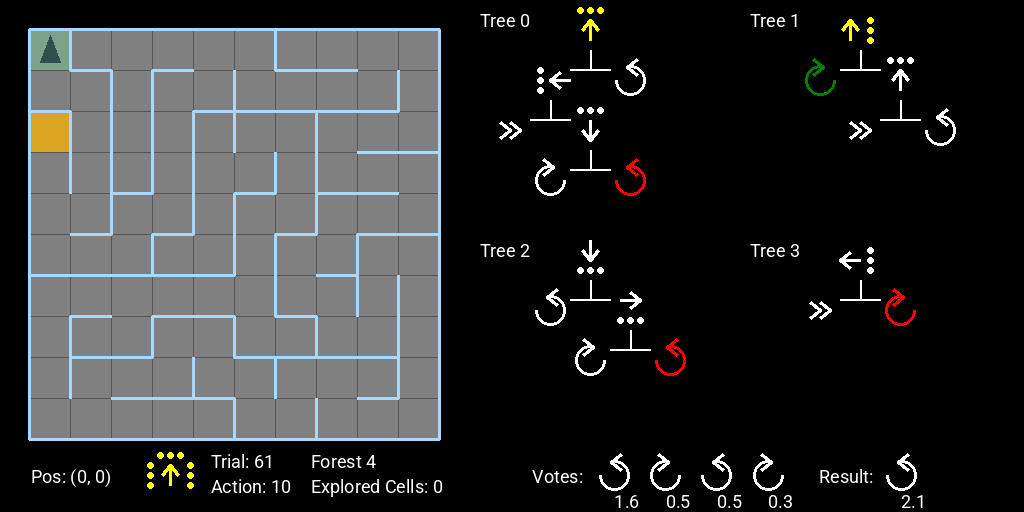 Tree 0
Tree 1
Tree 2
Tree 3
Pos: (0, 0)
Trial: 61
Forest 4
Action: 10
Explored Cells: 0
Votes:
1.6
0.5
0.5
0.3
Result:
2.1